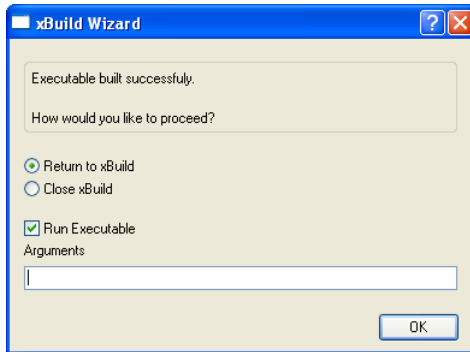 xBuild Wizard
Executable built successfuly.
How would you like to proceed?
Return to xBuild
Close xBuild
Run Executable
Arguments
OK